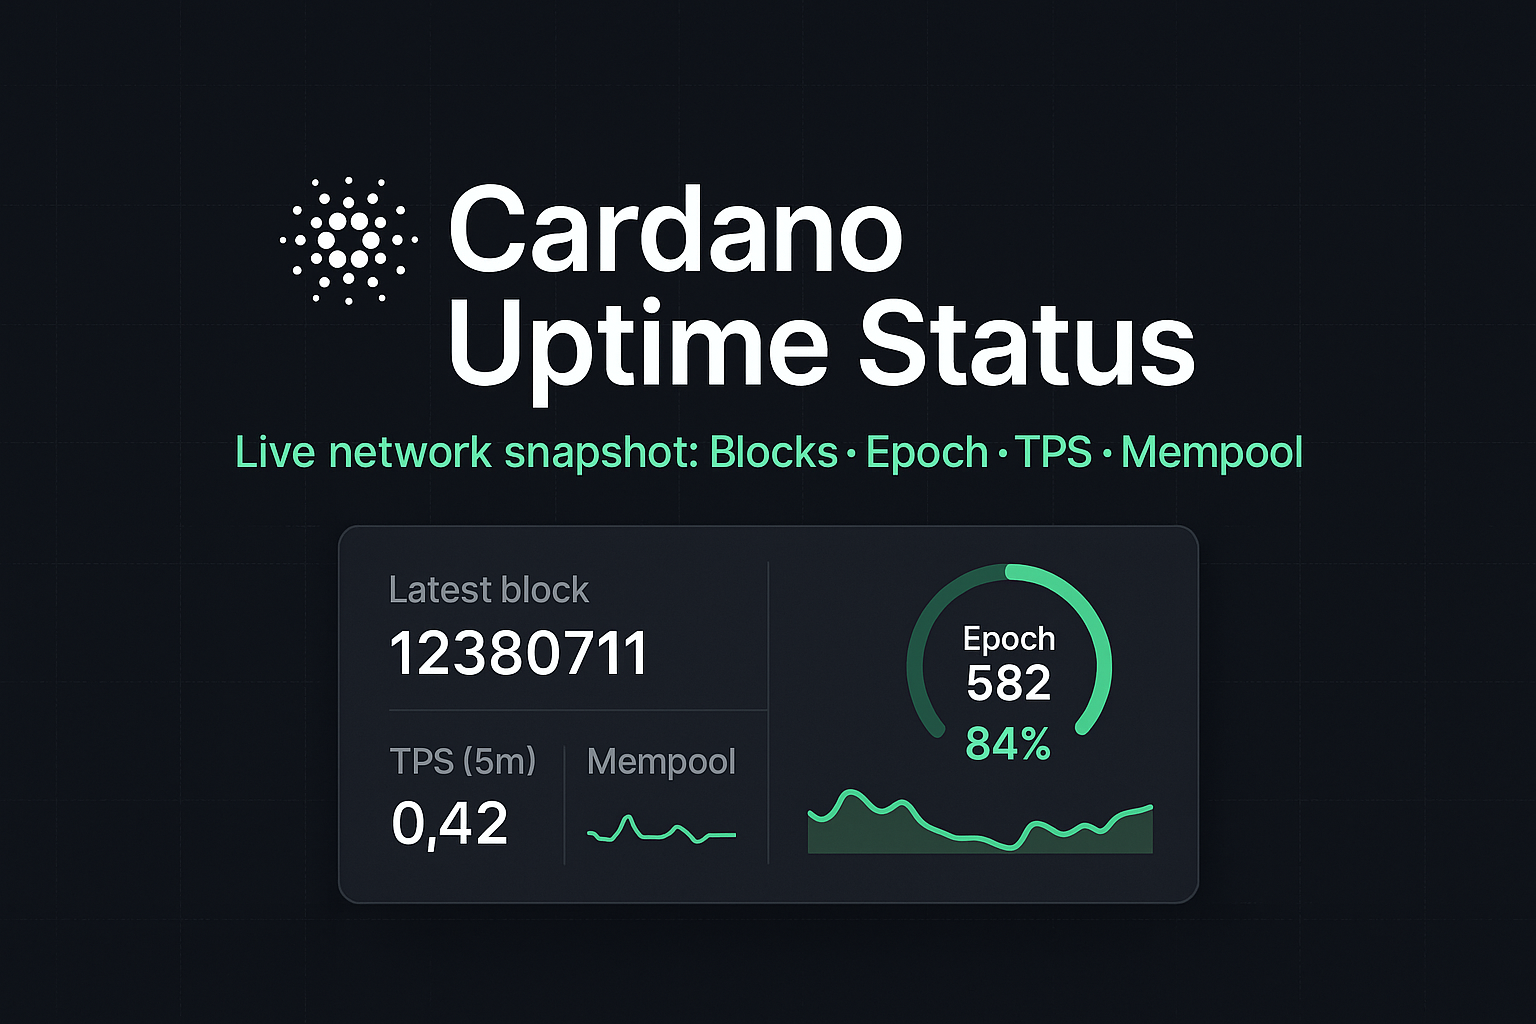 Cardano
Uptime Status
Live network snapshot: Blocks · Epoch · TPS · Mempool
Latest block
12380711
TPS (5m)
0,42
Mempool
Epoch
582
84%